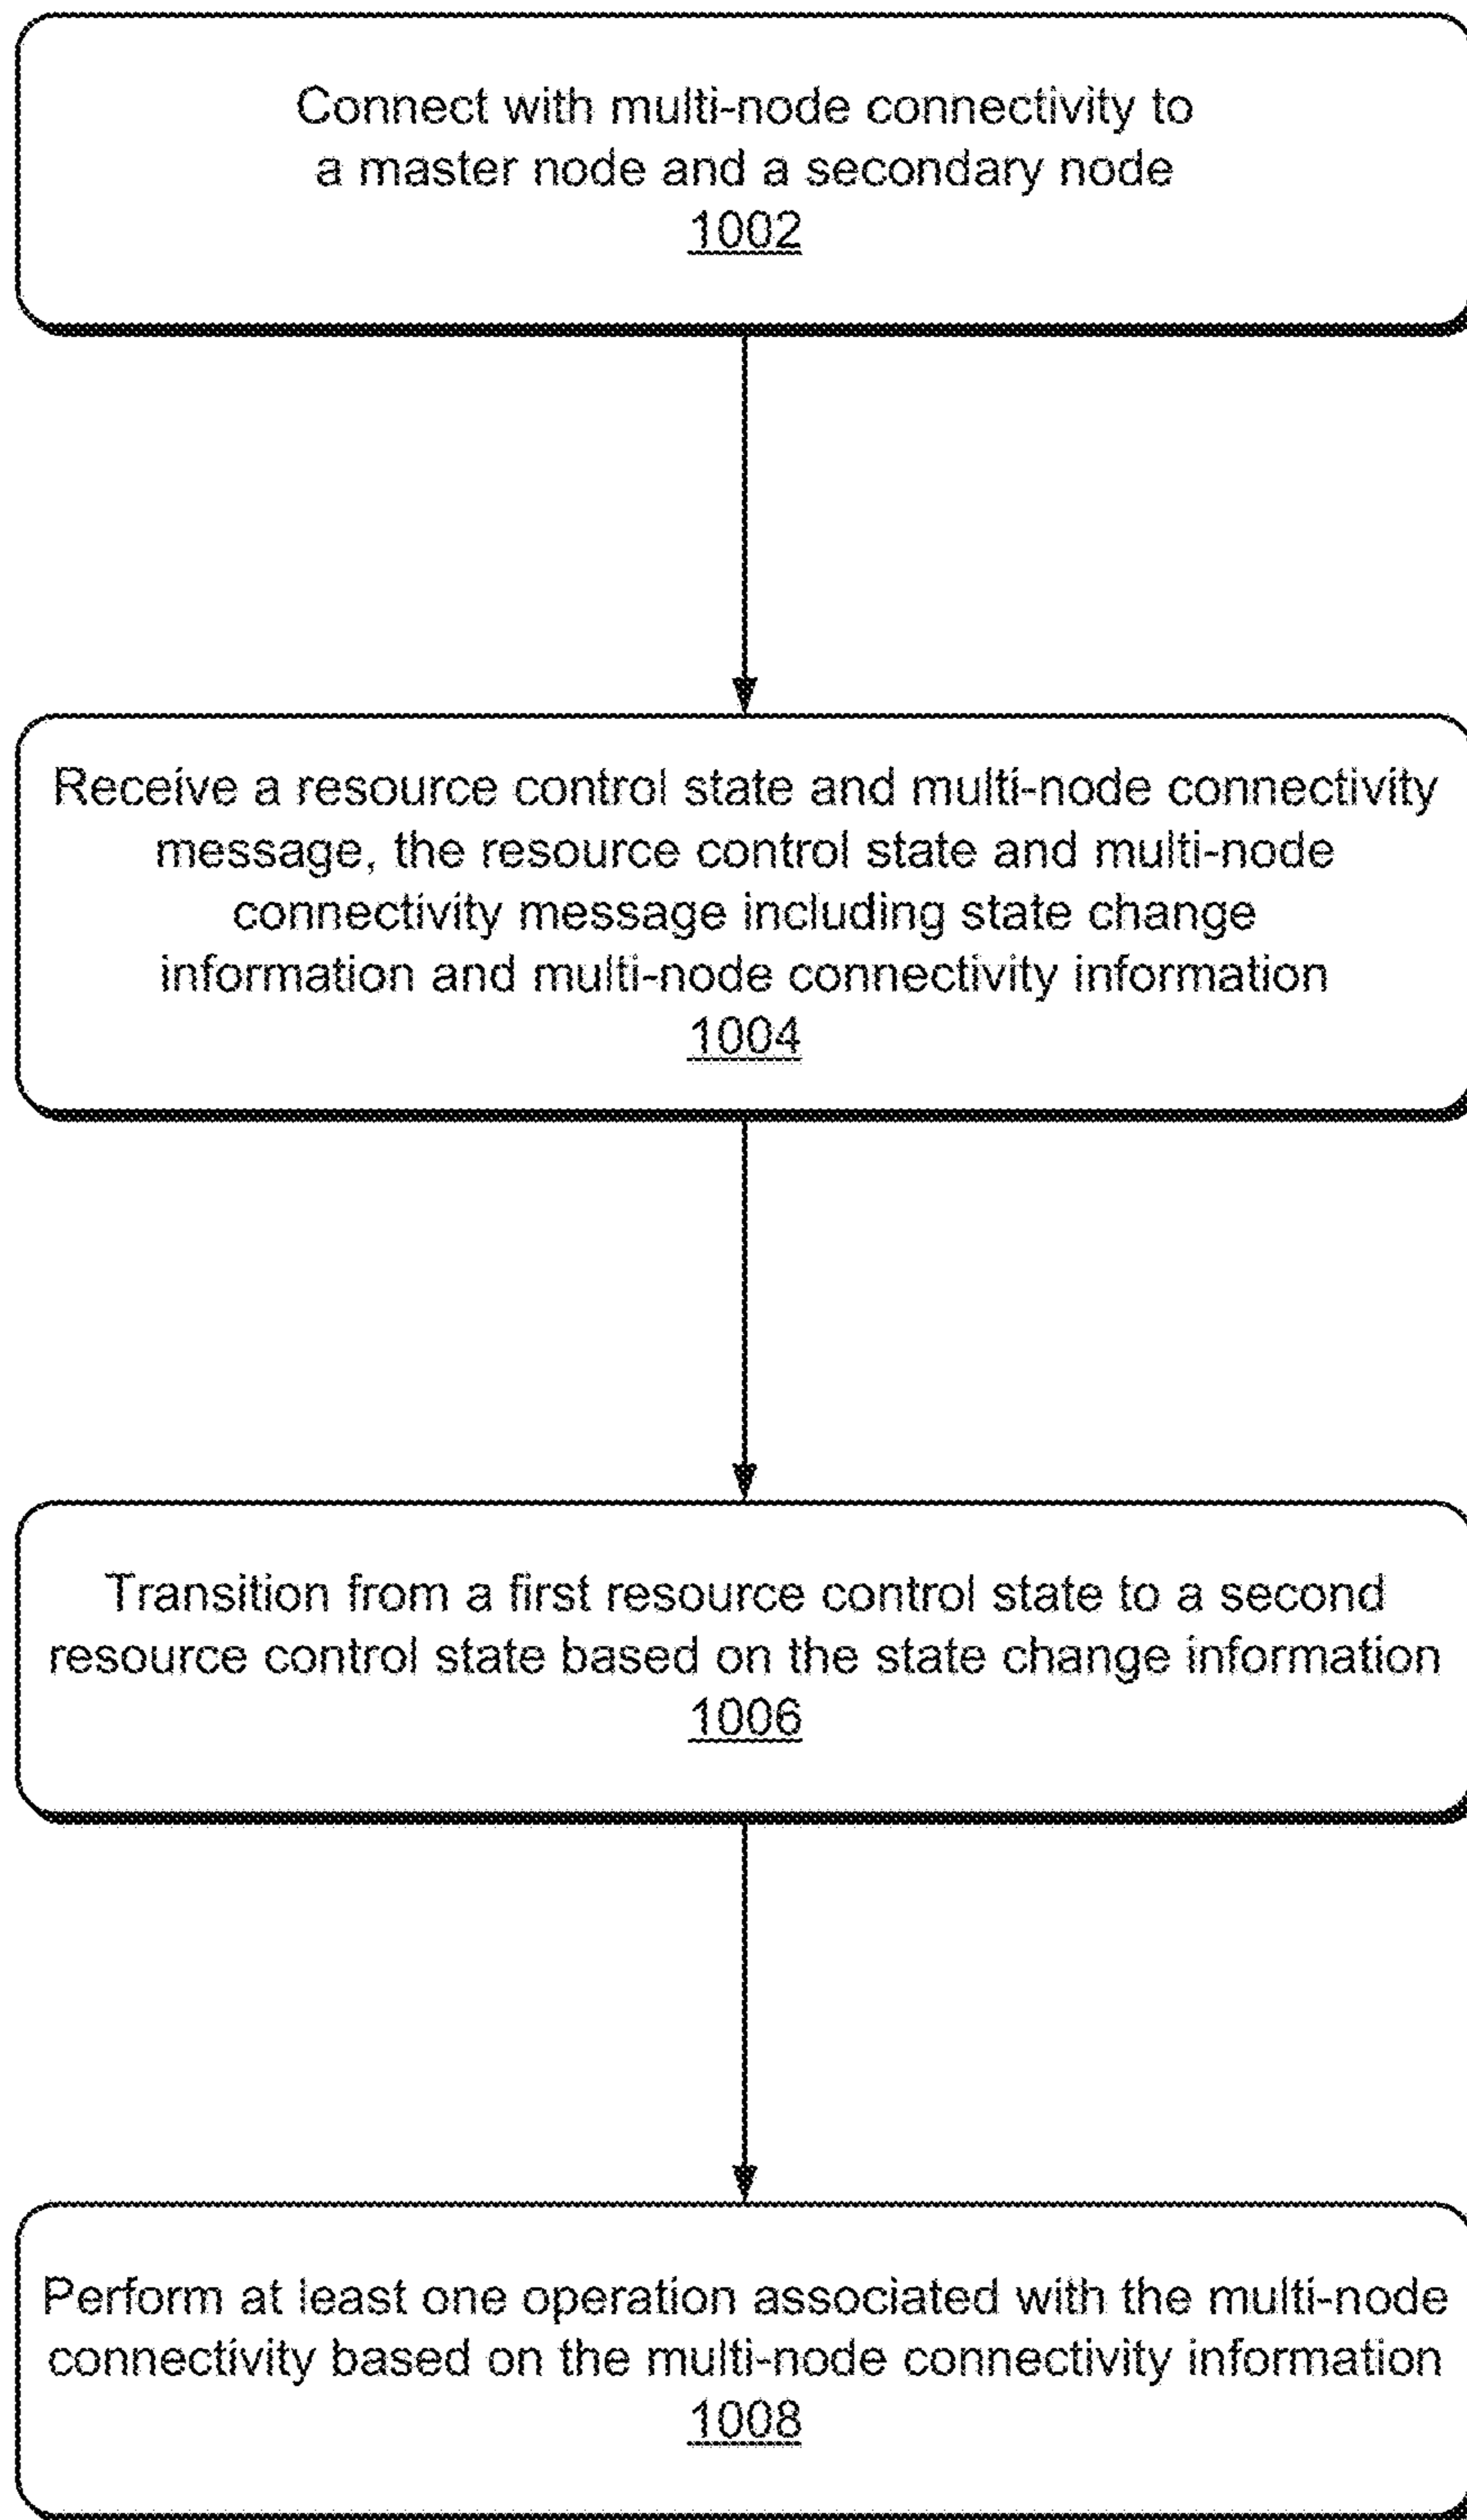 Connect with multi-node connectivity to
a master node and a secondary node
1002
Receive a resource control state and multi-node connectivity
message, the resource control state and multi-node
connectivity message including state change
information and multi-node connectivity information
1004
Transition from a first resource control state to a second
resource control state based on the state change information
1006
Perform at least one operation associated with the multi-node
connectivity based on the multi-node connectivity information
1008